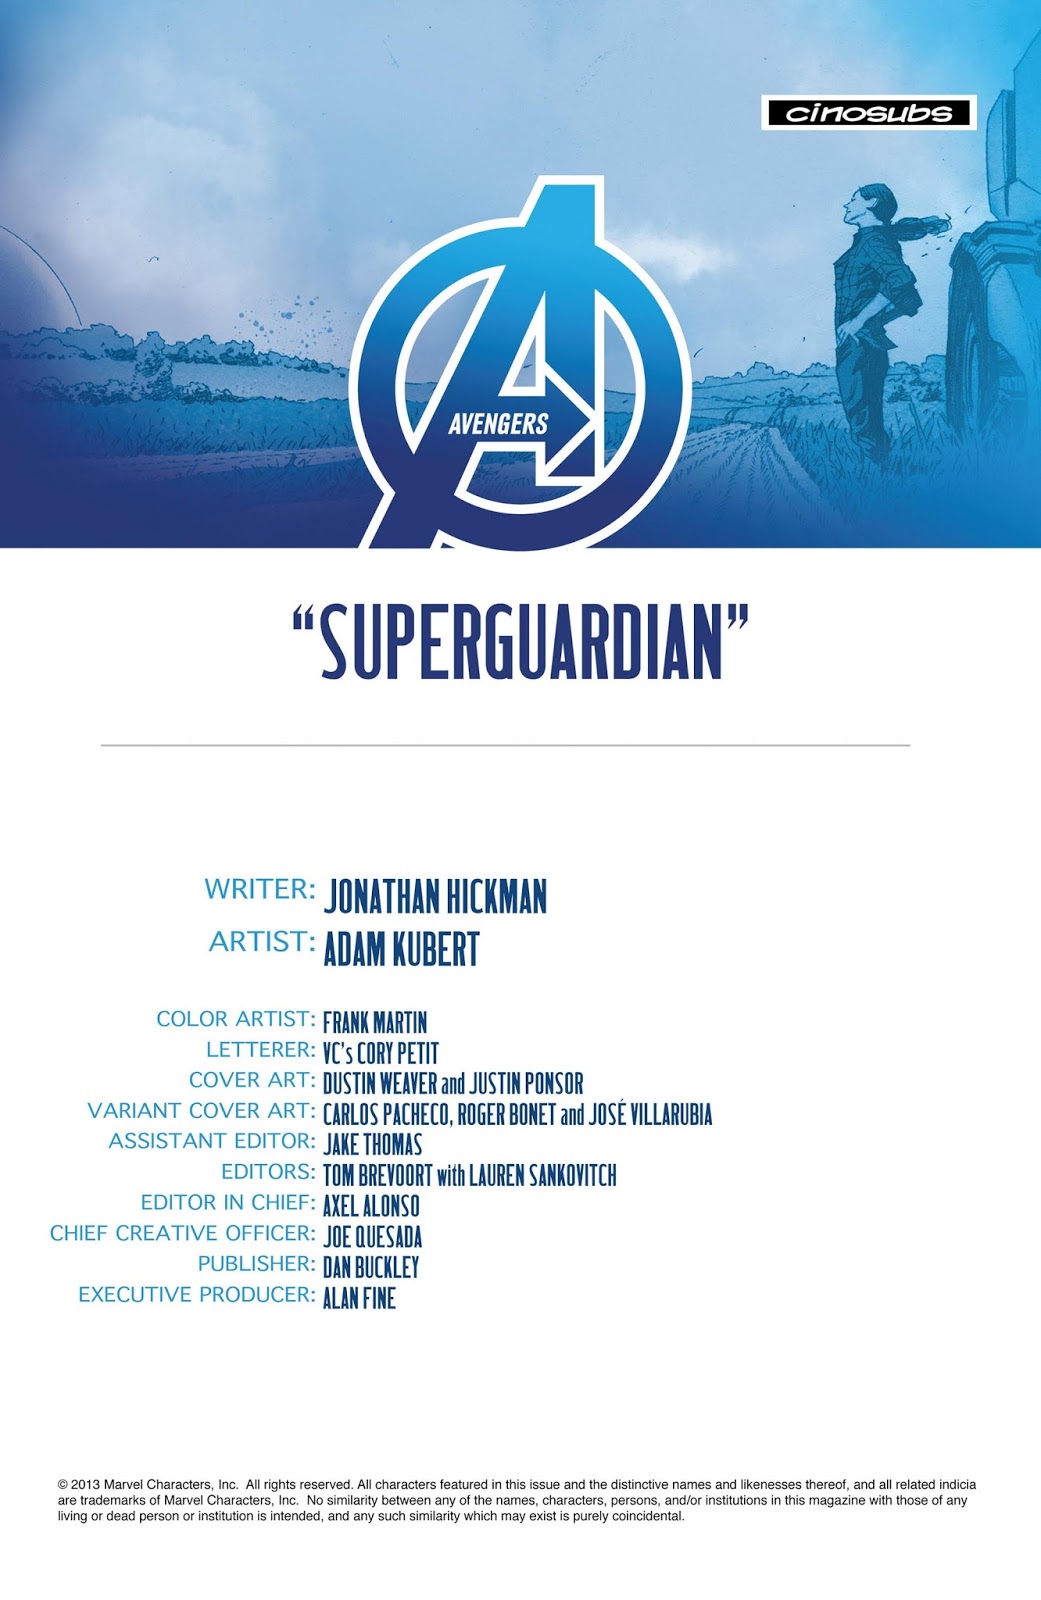 cinosubs
AVENGERS
“SUPERGUARDIAN”
WRITER: JONATHAN HICKMAN
ARTIST: ADAM KUBERT
COLOR ARTIST: FRANK MARTIN
LETTERER: VC's CORY PETIT
COVER ART: DUSTIN WEAVER and JUSTIN PONSOR
VARIANT COVER ART: CARLOS PACHECO, ROGER BONET and JOSÉ VILLARUBIA
ASSISTANT EDITOR: JAKE THOMAS
EDITORS: TOM BREVOORT with LAUREN SANKOVITCH
EDITOR IN CHIEF: AXEL ALONSO
CHIEF CREATIVE OFFICER: JOE QUESADA
PUBLISHER: DAN BUCKLEY
EXECUTIVE PRODUCER: ALAN FINE
© 2013 Marvel Characters, Inc. All rights reserved. All characters featured in this issue and the distinctive names and likenesses thereof, and all related indicia
are trademarks of Marvel Characters, Inc. No similarity between any of the names, characters, persons, and/or institutions in this magazine with those of any
living or dead person or institution is intended, and any such similarity which may exist is purely coincidental.